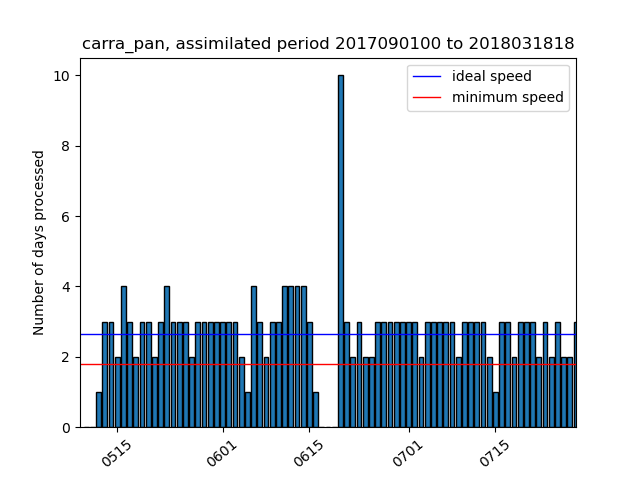 carra_pan, assimilated period 2017090100 to 2018031818
ideal speed
minimum speed
Number of days processed
10
8
6
4
2
0
0515
0601
0615
0701
0715